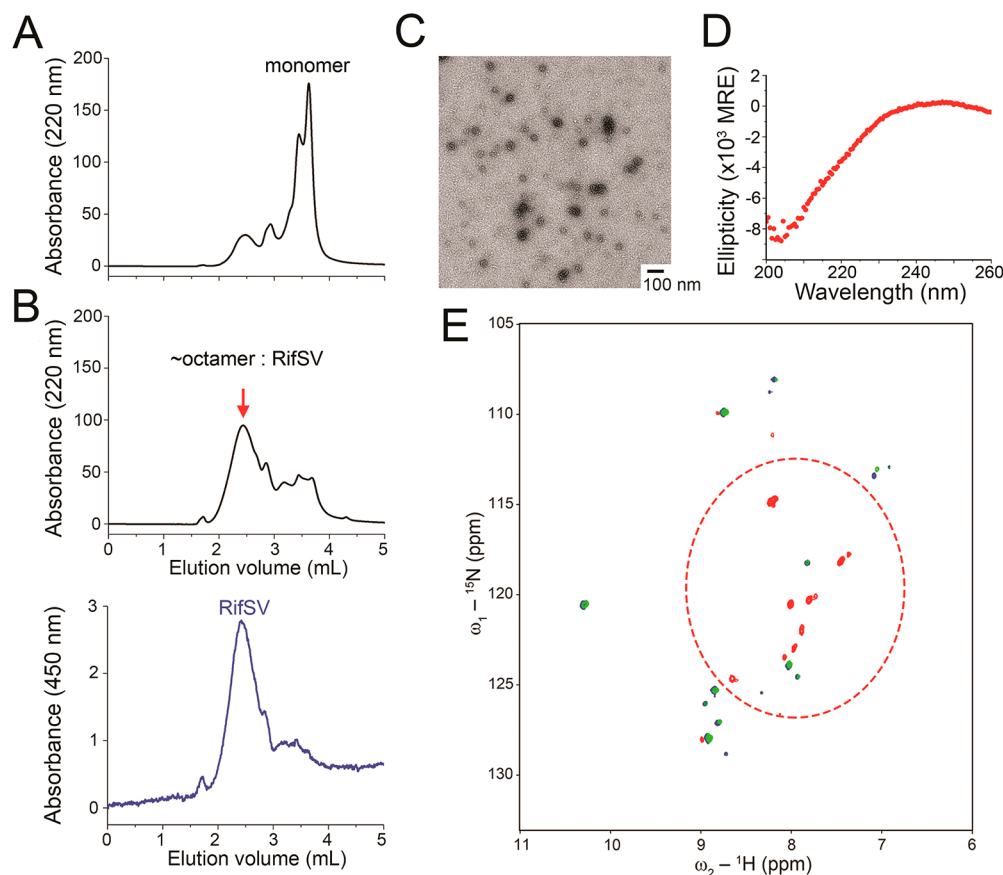 A
Absorbance (220 nm)
200
150
100
50
0
monomer
B
Absorbance (220 nm)
200
150
100
50
0
~octamer : RifSV
0 1 2 3 4 5
Elution volume (mL)
Absorbance (450 nm)
3
2
1
0
RifSV
0 1 2 3 4 5
Elution volume (mL)
C
100 nm
D
Ellipticity (x10³ MRE)
2
0
-2
-4
-6
-8
200 220 240 260
Wavelength (nm)
E
ω₁ – ¹⁵N (ppm)
105
110
115
120
125
130
11 10 9 8 7 6
ω₂ – ¹H (ppm)